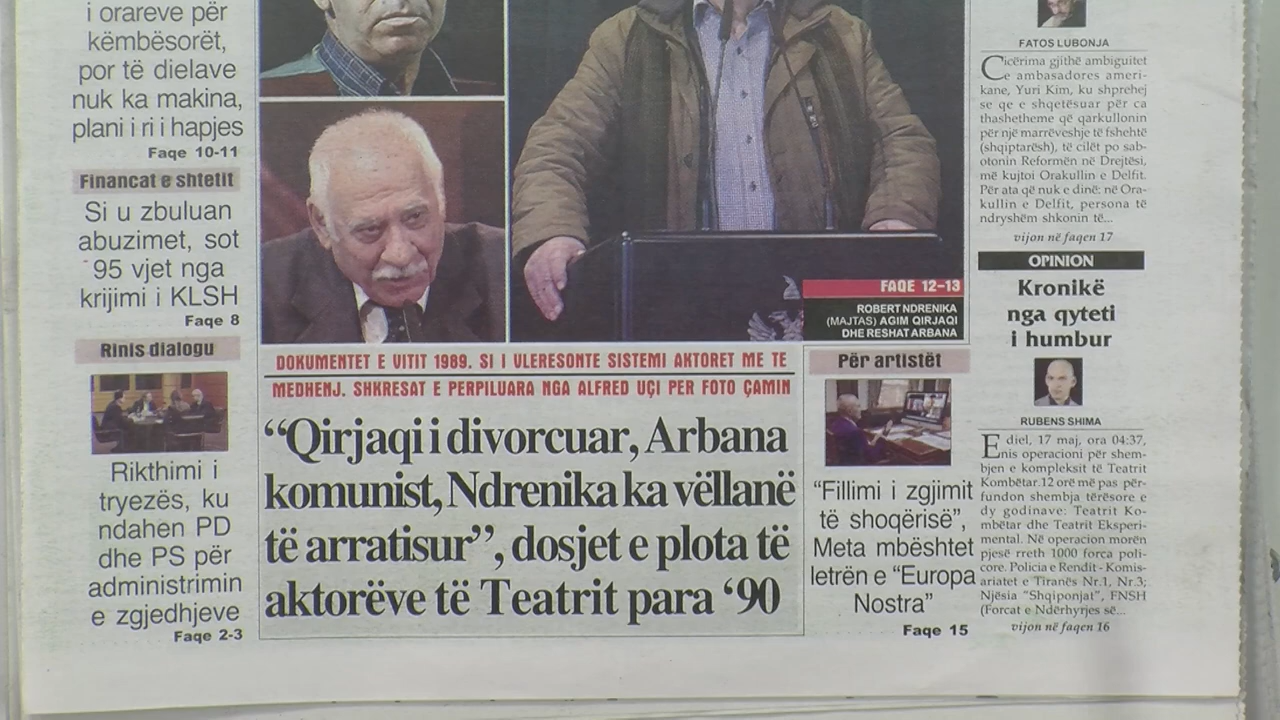 i orareve për
këmbësorët,
por të dielave
nuk ka makina,
plani i ri i hapjes
Faqe 10-11
Financat e shtetit
Si u zbuluan
abuzimet, sot
95 vjet nga
krijimi i KLSH
Faqe 8
Rinis dialogu
Rikthimi i
tryezës, ku
ndahen PD
dhe PS për
administrimin
e zgjedhjeve
Faqe 2-3
FAQE 12-13
ROBERT NDRENIKA
(MAJTAS) AGIM QIRJAQI
DHE RESHAT ARBANA
DOKUMENTET E VITIT 1989. SI I VLERESONTE SISTEMI AKTORET ME TE
MEDHENJ. SHKRESAT E PERPILUARA NGA ALFRED UÇI PER FOTO ÇAMIN
“Qirjaqi i divorcuar, Arbana
komunist, Ndrenika ka vëllanë
të arratisur”, dosjet e plota të
aktorëve të Teatrit para ‘90
Për artistët
“Fillimi i zgjimit
të shoqërisë”,
Meta mbështet
letrën e “Europa
Nostra”
Faqe 15
FATOS LUBONJA
Cicërima gjithë ambiguitet
e ambasadores ameri-
kane, Yuri Kim, ku shprehej
se qe e shqetësuar për ca
thashetheme që qarkullonin
për një marrëveshje të fshehtë
(shqiptarësh), të cilët po sab-
otonin Reformën në Drejtësi,
më kujtoi Orakullin e Delfit.
Për ata që nuk e dinë: në Ora-
kullin e Delfit, persona të
ndryshëm shkonin të...
vijon në faqen 17
OPINION
Kronikë
nga qyteti
i humbur
RUBENS SHIMA
E diel, 17 maj, ora 04:37,
nis operacioni për shem-
bjen e kompleksit të Teatrit
Kombëtar.12 orë më pas për-
fundon shembja tërësore e
dy godinave: Teatrit Kom-
bëtar dhe Teatrit Eksperi-
mental. Në operacion morën
pjesë rreth 1000 forca poli-
core. Policia e Rendit - Komis-
ariatet e Tiranës Nr.1, Nr.3;
Njësia “Shqiponjat”, FNSH
(Forcat e Ndërhyrjes së...
vijon në faqen 16